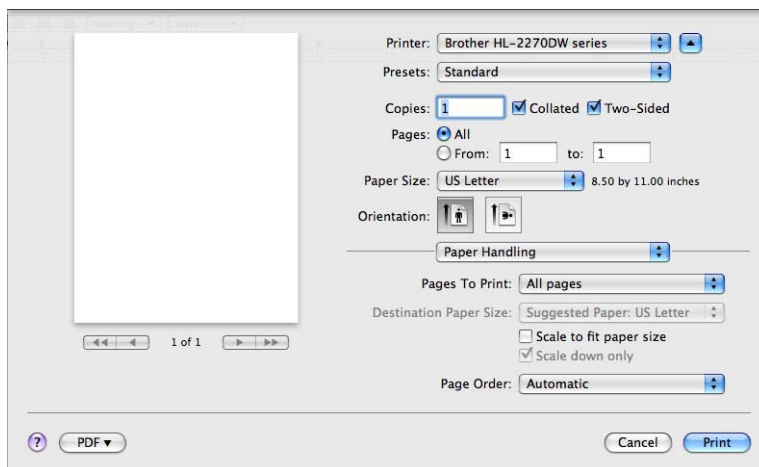 Spacing Lists
Printer: Brother HL-2270DW series
Presets: Standard
Copies: 1 Collated Two-Sided
Pages: All
From: 1 to: 1
Paper Size: US Letter 8.50 by 11.00 inches
Orientation:
Paper Handling
Pages To Print: All pages
Destination Paper Size: Suggested Paper: US Letter
Scale to fit paper size
1 of 1
Scale down only
Page Order: Automatic
? PDF Cancel Print